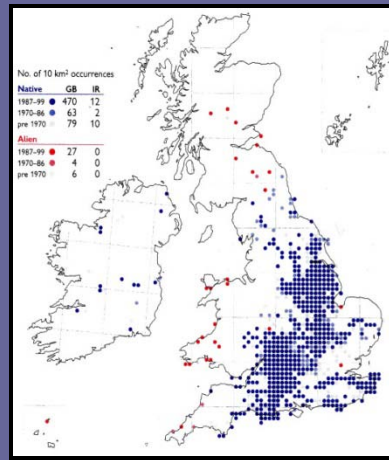 No. of 10 km² occurrences
Native GB IR
1987–99 470 12
1970–86 63 2
pre 1970 79 10
Alien
1987–99 27 0
1970–86 4 0
pre 1970 6 0